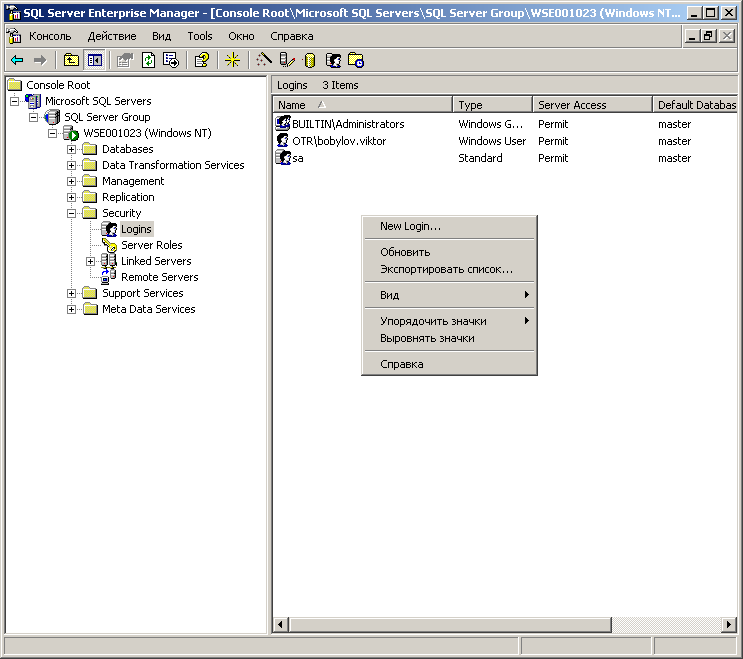 SQL Server Enterprise Manager - [Console Root\Microsoft SQL Servers\SQL Server Group\WSE001023 (Windows NT...
Консоль Действие Вид Tools Окно Справка
Console Root
Microsoft SQL Servers
SQL Server Group
WSE001023 (Windows NT)
Databases
Data Transformation Services
Management
Replication
Security
Logins
Server Roles
Linked Servers
Remote Servers
Support Services
Meta Data Services
Logins 3 Items
Name Type Server Access Default Databas
BUILTIN\Administrators Windows G... Permit master
OTR\bobylov.viktor Windows User Permit master
sa Standard Permit master
New Login...
Обновить
Экспортировать список...
Вид
Упорядочить значки
Выровнять значки
Справка